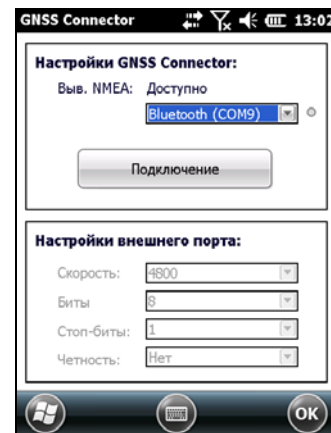 GNSS Connector 13:02
Настройки GNSS Connector:
Выв. NMEA: Доступно
Bluetooth (COM9)
Подключение
Настройки внешнего порта:
Скорость: 4800
Биты 8
Стоп-биты: 1
Четность: Нет
OK